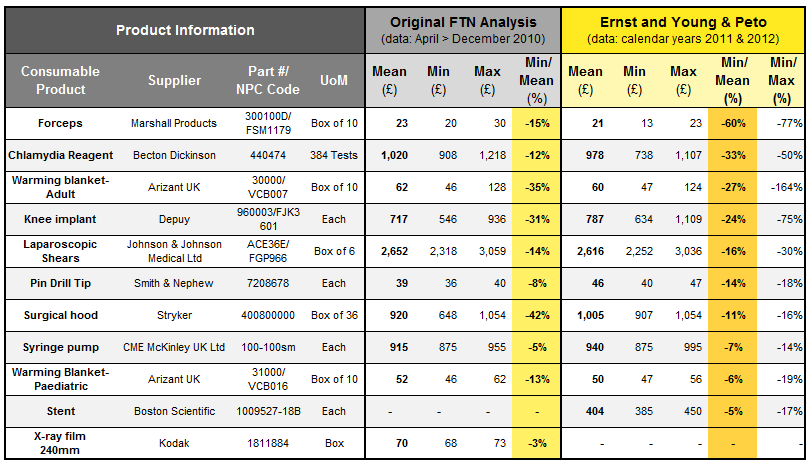 Product Information | Original FTN Analysis (data: April > December 2010) | Ernst and Young & Peto (data: calendar years 2011 & 2012)
Consumable Product | Supplier | Part #/ NPC Code | UoM | Mean (£) | Min (£) | Max (£) | Min/ Mean (%) | Mean (£) | Min (£) | Max (£) | Min/ Mean (%) | Min/ Max (%)
Forceps | Marshall Products | 300100D/ FSM1179 | Box of 10 | 23 | 20 | 30 | -15% | 21 | 13 | 23 | -60% | -77%
Chlamydia Reagent | Becton Dickinson | 440474 | 384 Tests | 1,020 | 908 | 1,218 | -12% | 978 | 738 | 1,107 | -33% | -50%
Warming blanket- Adult | Arizant UK | 30000/ VCB007 | Box of 10 | 62 | 46 | 128 | -35% | 60 | 47 | 124 | -27% | -164%
Knee implant | Depuy | 960003/FJK3 601 | Each | 717 | 546 | 936 | -31% | 787 | 634 | 1,109 | -24% | -75%
Laparoscopic Shears | Johnson & Johnson Medical Ltd | ACE36E/ FGP966 | Box of 6 | 2,652 | 2,318 | 3,059 | -14% | 2,616 | 2,252 | 3,036 | -16% | -30%
Pin Drill Tip | Smith & Nephew | 7208678 | Each | 39 | 36 | 40 | -8% | 46 | 40 | 47 | -14% | -18%
Surgical hood | Stryker | 400800000 | Box of 36 | 920 | 648 | 1,054 | -42% | 1,005 | 907 | 1,054 | -11% | -16%
Syringe pump | CME McKinley UK Ltd | 100-100sm | Each | 915 | 875 | 955 | -5% | 940 | 875 | 995 | -7% | -14%
Warming Blanket- Paediatric | Arizant UK | 31000/ VCB016 | Box of 10 | 52 | 46 | 62 | -13% | 50 | 47 | 56 | -6% | -19%
Stent | Boston Scientific | 1009527-18B | Each | - | - | - | | 404 | 385 | 450 | -5% | -17%
X-ray film 240mm | Kodak | 1811884 | Box | 70 | 68 | 73 | -3% | - | - | - | - | -